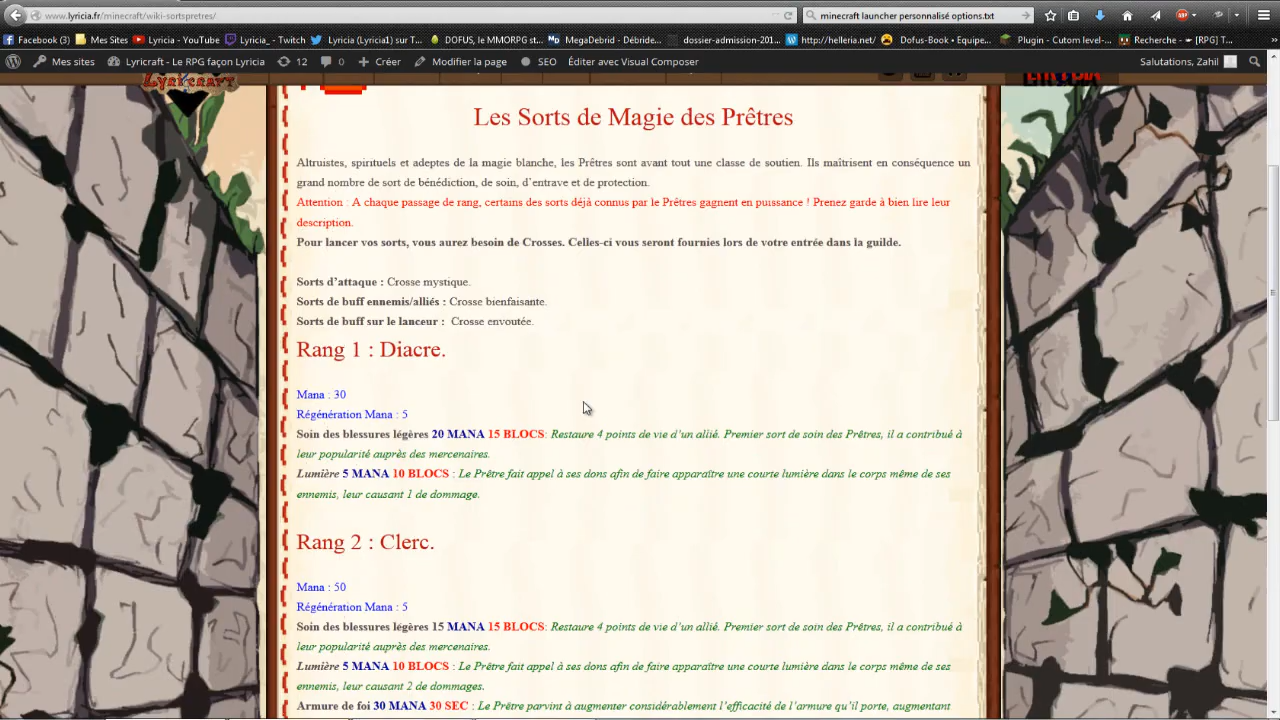 www.lyricia.fr/minecraft/wiki-sortspretres/
minecraft launcher personnalisé options.txt
Facebook (3) Mes Sites Lyricia - YouTube Lyricia_ - Twitch Lyricia (Lyricia1) sur T... DOFUS, le MMORPG st... MegaDebrid - Débride... dossier-admission-201... http://helleria.net/ Dofus-Book • Equipe... Plugin - Cutom level-... Recherche - [RPG] T...
Mes sites Lyricraft - Le RPG façon Lyricia 12 0 Créer Modifier la page SEO Éditer avec Visual Composer Salutations, Zahil
LYRICRAFT
Les Sorts de Magie des Prêtres
Altruistes, spirituels et adeptes de la magie blanche, les Prêtres sont avant tout une classe de soutien. Ils maîtrisent en conséquence un
grand nombre de sort de bénédiction, de soin, d’entrave et de protection.
Attention : A chaque passage de rang, certains des sorts déjà connus par le Prêtres gagnent en puissance ! Prenez garde à bien lire leur
description.
Pour lancer vos sorts, vous aurez besoin de Crosses. Celles-ci vous seront fournies lors de votre entrée dans la guilde.
Sorts d’attaque : Crosse mystique.
Sorts de buff ennemis/alliés : Crosse bienfaisante.
Sorts de buff sur le lanceur : Crosse envoutée.
Rang 1 : Diacre.
Mana : 30
Régénération Mana : 5
Soin des blessures légères 20 MANA 15 BLOCS: Restaure 4 points de vie d’un allié. Premier sort de soin des Prêtres, il a contribué à
leur popularité auprès des mercenaires.
Lumière 5 MANA 10 BLOCS : Le Prêtre fait appel à ses dons afin de faire apparaître une courte lumière dans le corps même de ses
ennemis, leur causant 1 de dommage.
Rang 2 : Clerc.
Mana : 50
Régénération Mana : 5
Soin des blessures légères 15 MANA 15 BLOCS: Restaure 4 points de vie d’un allié. Premier sort de soin des Prêtres, il a contribué à
leur popularité auprès des mercenaires.
Lumière 5 MANA 10 BLOCS : Le Prêtre fait appel à ses dons afin de faire apparaître une courte lumière dans le corps même de ses
ennemis, leur causant 2 de dommages.
Armure de foi 30 MANA 30 SEC : Le Prêtre parvint à augmenter considérablement l’efficacité de l’armure qu’il porte, augmentant